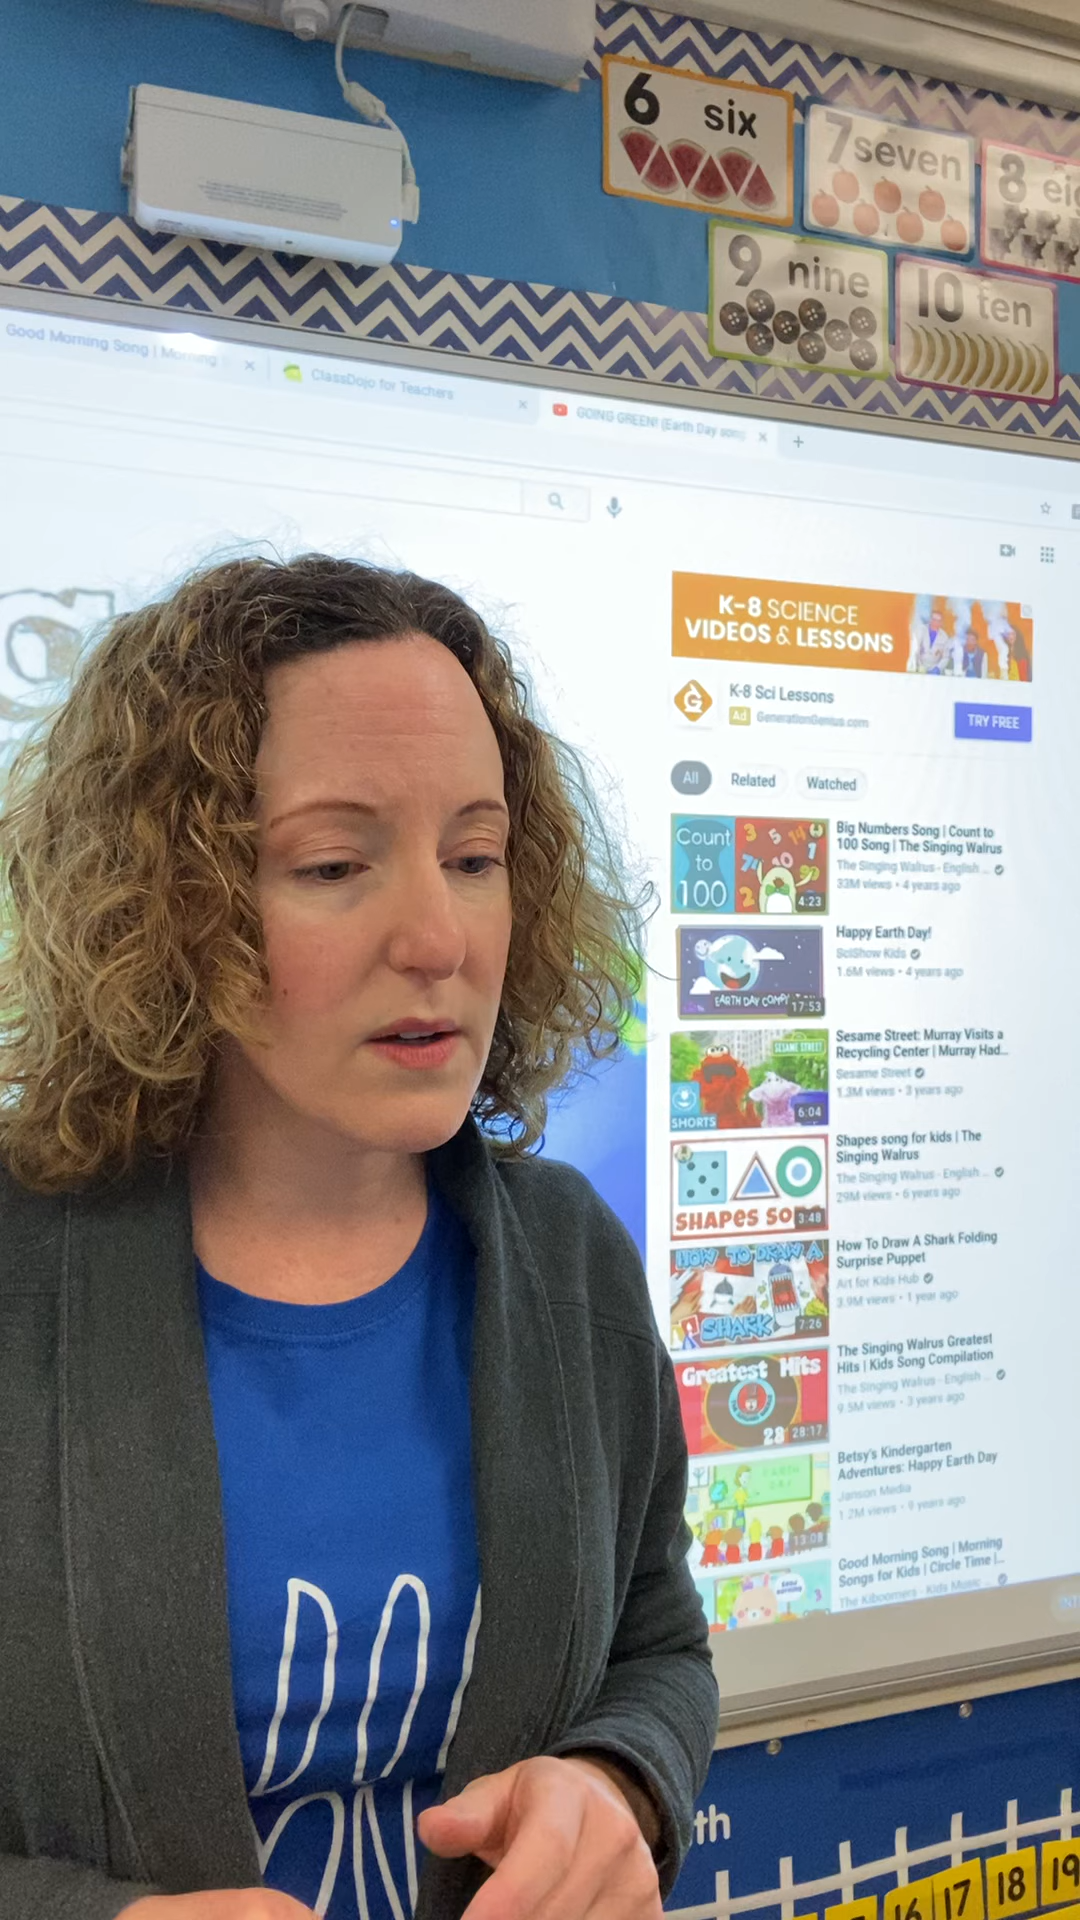 6 six
7 seven
8
9 nine
10 ten
Good Morning Song | Morning
ClassDojo for Teachers
GOING GREEN! (Earth Day song
K-8 SCIENCE
VIDEOS & LESSONS
K-8 Sci Lessons
Ad GenerationGenius.com
TRY FREE
All Related Watched
Count
to
100
4:23
Big Numbers Song | Count to
100 Song | The Singing Walrus
The Singing Walrus - English ...
33M views • 4 years ago
EARTH DAY
17:53
Happy Earth Day!
SciShow Kids
1.6M views • 4 years ago
SESAME STREET
SHORTS
6:04
Sesame Street: Murray Visits a
Recycling Center | Murray Had...
Sesame Street
1.3M views • 3 years ago
SHAPES SO
3:48
Shapes song for kids | The
Singing Walrus
The Singing Walrus - English ...
29M views • 6 years ago
HOW TO DRAW A
SHARK
7:26
How To Draw A Shark Folding
Surprise Puppet
Art for Kids Hub
3.9M views • 1 year ago
Greatest Hits
28
28:17
The Singing Walrus Greatest
Hits | Kids Song Compilation
The Singing Walrus - English ...
9.5M views • 3 years ago
13:08
Betsy's Kindergarten
Adventures: Happy Earth Day
Janson Media
1.2M views • 9 years ago
Good Morning Song | Morning
Songs for Kids | Circle Time |...
The Kiboomers - Kids Music ...
th
16 17 18 19